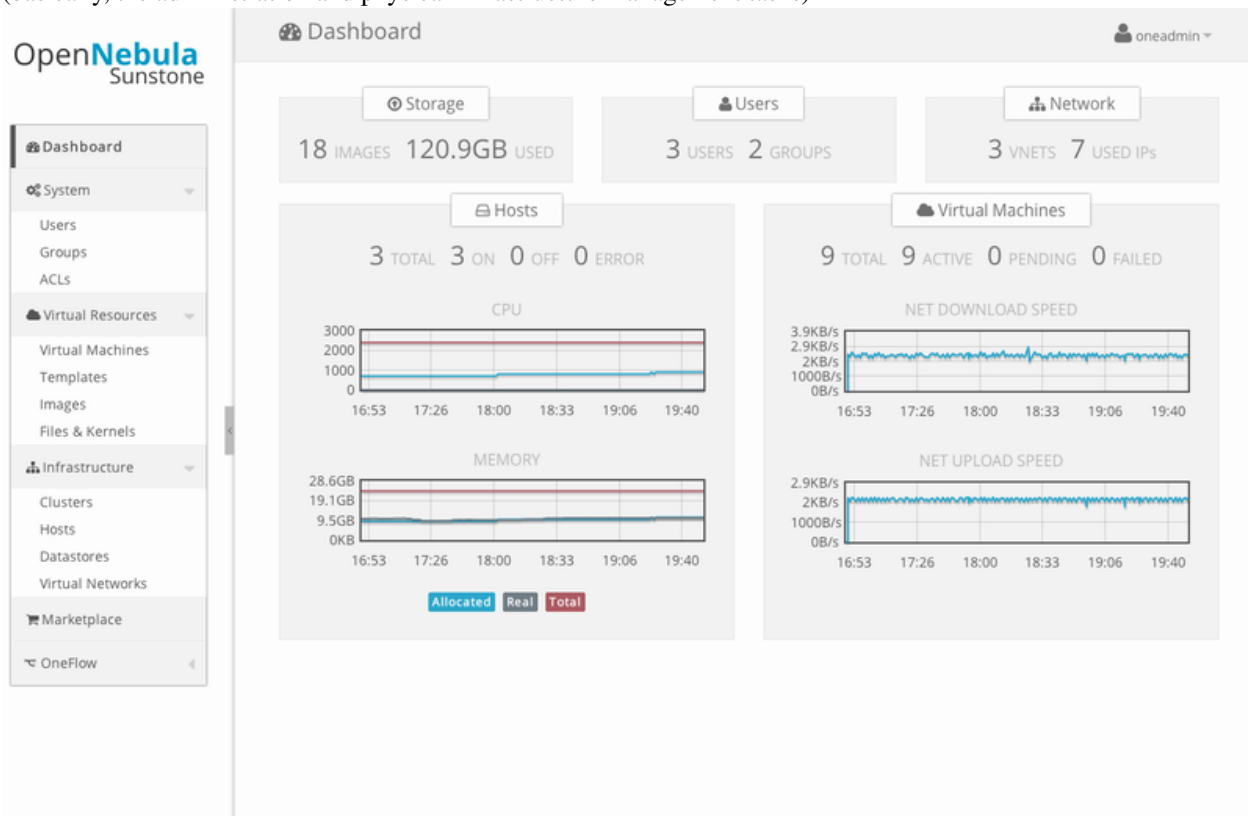 OpenNebula
Sunstone
Dashboard
System
Users
Groups
ACLs
Virtual Resources
Virtual Machines
Templates
Images
Files & Kernels
Infrastructure
Clusters
Hosts
Datastores
Virtual Networks
Marketplace
OneFlow
Dashboard
oneadmin
Storage
18 IMAGES 120.9GB USED
Users
3 USERS 2 GROUPS
Network
3 VNETS 7 USED IPs
Hosts
3 TOTAL 3 ON 0 OFF 0 ERROR
CPU
3000
2000
1000
0
16:53 17:26 18:00 18:33 19:06 19:40
MEMORY
28.6GB
19.1GB
9.5GB
0KB
16:53 17:26 18:00 18:33 19:06 19:40
Allocated Real Total
Virtual Machines
9 TOTAL 9 ACTIVE 0 PENDING 0 FAILED
NET DOWNLOAD SPEED
3.9KB/s
2.9KB/s
2KB/s
1000B/s
0B/s
16:53 17:26 18:00 18:33 19:06 19:40
NET UPLOAD SPEED
2.9KB/s
2KB/s
1000B/s
0B/s
16:53 17:26 18:00 18:33 19:06 19:40